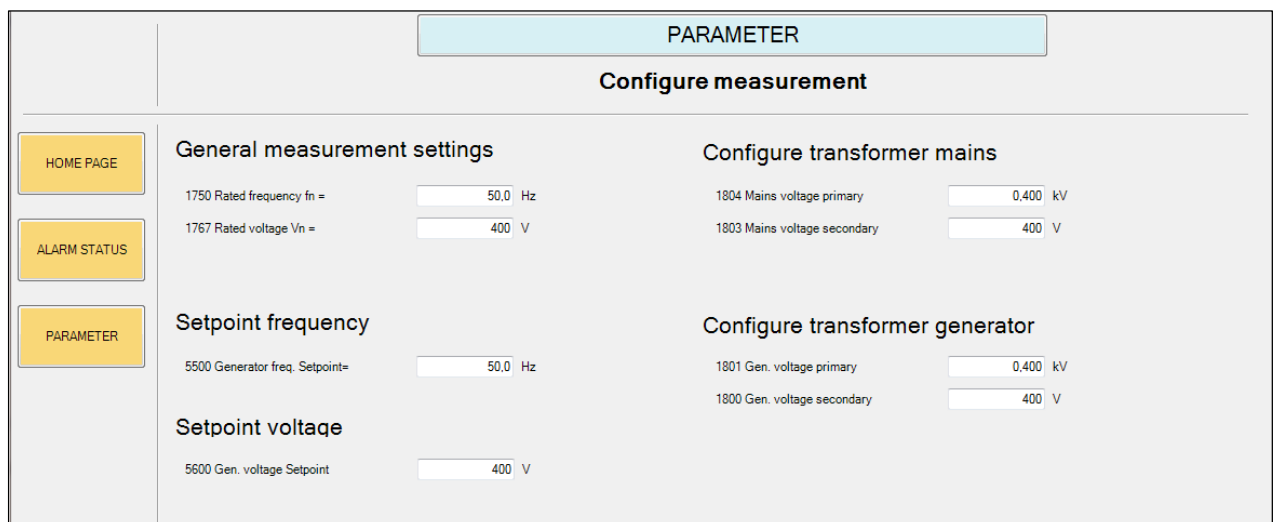 PARAMETER
Configure measurement
HOME PAGE
ALARM STATUS
PARAMETER
General measurement settings
1750 Rated frequency fn = 50,0 Hz
1767 Rated voltage Vn = 400 V
Setpoint frequency
5500 Generator freq. Setpoint= 50,0 Hz
Setpoint voltage
5600 Gen. voltage Setpoint 400 V
Configure transformer mains
1804 Mains voltage primary 0,400 kV
1803 Mains voltage secondary 400 V
Configure transformer generator
1801 Gen. voltage primary 0,400 kV
1800 Gen. voltage secondary 400 V